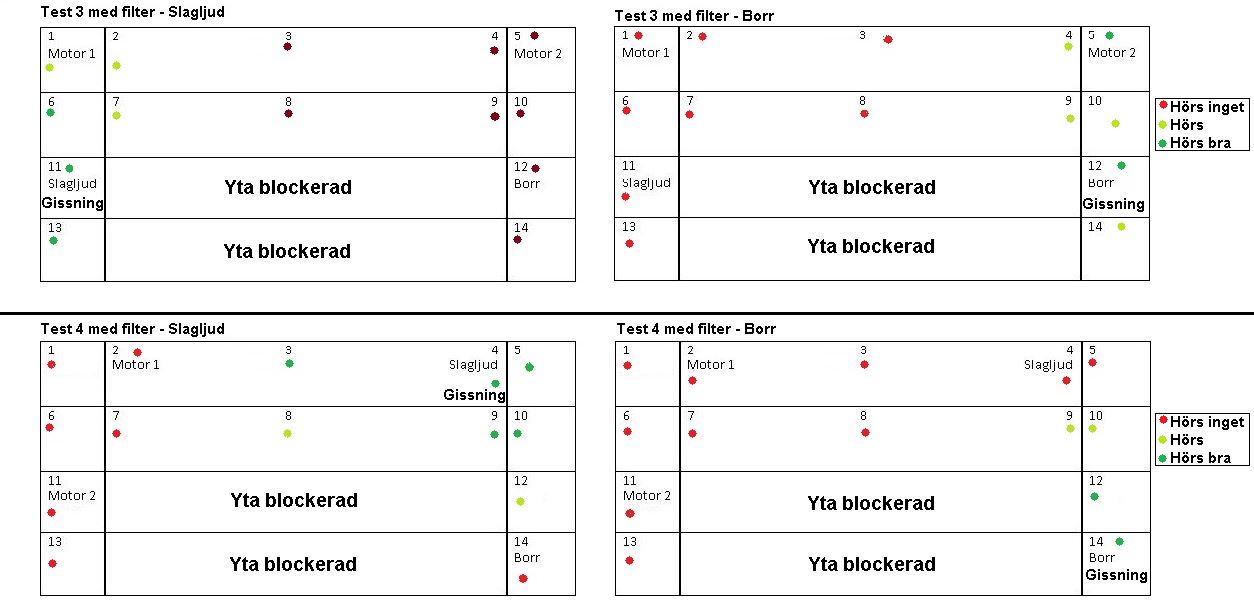 Test 3 med filter - Slagljud
1 2 3 4 5
Motor 1 Motor 2
6 7 8 9 10
11 12
Slagljud Yta blockerad Borr
Gissning
13 14
Yta blockerad
Test 3 med filter - Borr
1 2 3 4 5
Motor 1 Motor 2
6 7 8 9 10
11 12
Slagljud Yta blockerad Borr
Gissning
13 14
Yta blockerad
Hörs inget
Hörs
Hörs bra
Test 4 med filter - Slagljud
1 2 3 4 5
Motor 1 Slagljud
Gissning
6 7 8 9 10
11 12
Motor 2 Yta blockerad
13 14
Yta blockerad Borr
Test 4 med filter - Borr
1 2 3 4 5
Motor 1 Slagljud
6 7 8 9 10
11 12
Motor 2 Yta blockerad
13 14
Yta blockerad Borr
Gissning
Hörs inget
Hörs
Hörs bra